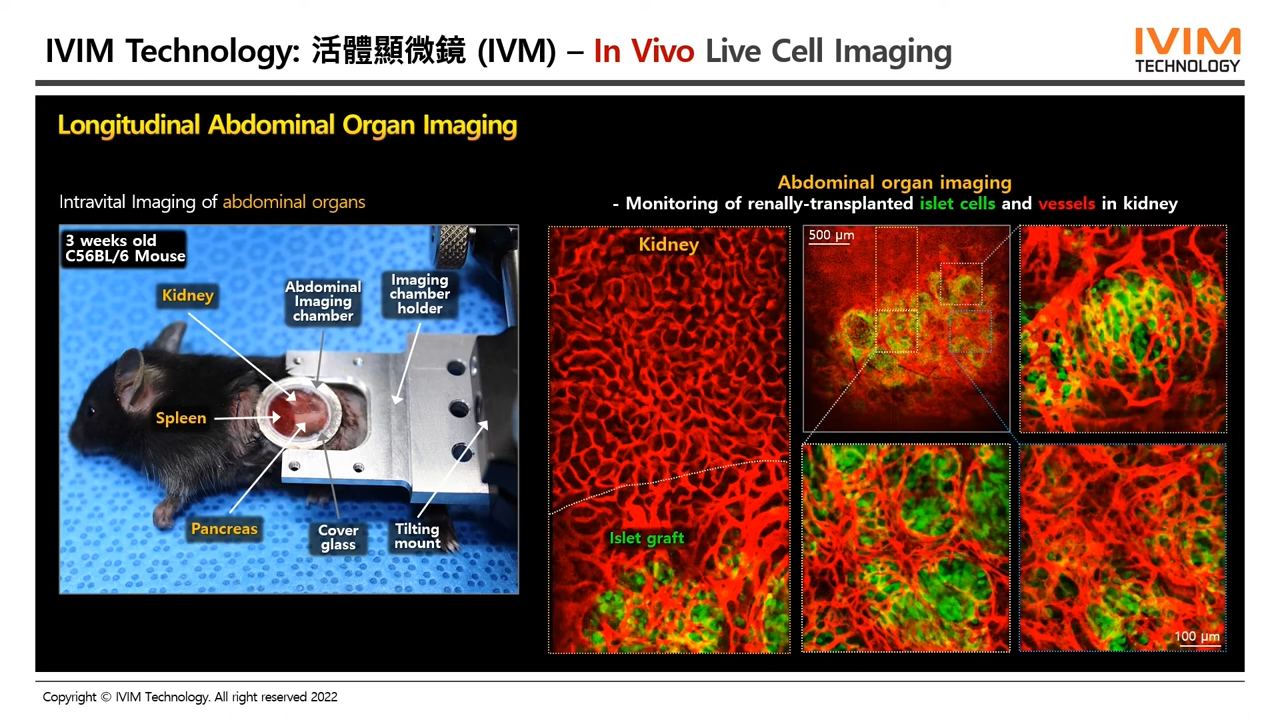 IVIM Technology: 活體顯微鏡 (IVM) – In Vivo Live Cell Imaging
IVIM
TECHNOLOGY
Longitudinal Abdominal Organ Imaging
Intravital Imaging of abdominal organs
3 weeks old
C56BL/6 Mouse
Kidney
Abdominal
Imaging
chamber
Imaging
chamber
holder
Spleen
Pancreas
Cover
glass
Tilting
mount
Abdominal organ imaging
- Monitoring of renally-transplanted islet cells and vessels in kidney
Kidney
Islet graft
500 µm
100 µm
Copyright © IVIM Technology. All right reserved 2022